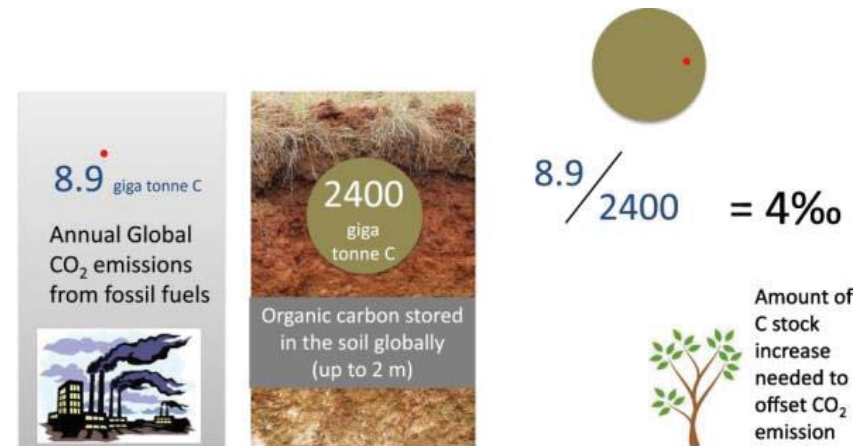 8.9 giga tonne C
Annual Global
CO₂ emissions
from fossil fuels
2400
giga
tonne C
Organic carbon stored
in the soil globally
(up to 2 m)
8.9/2400 = 4‰
Amount of
C stock
increase
needed to
offset CO₂
emission